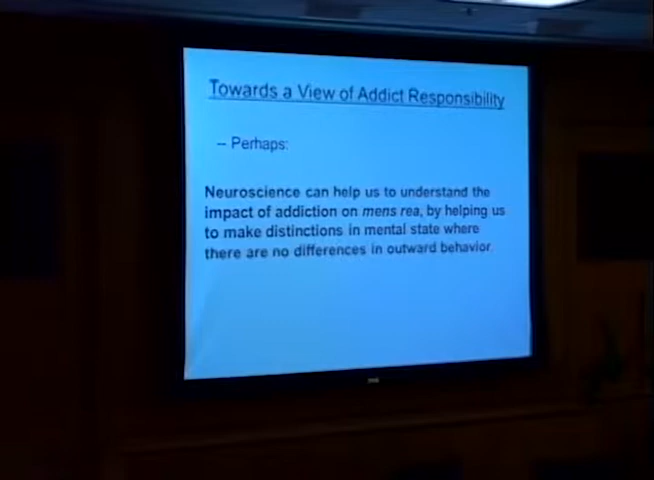 Towards a View of Addict Responsibility
– Perhaps:
Neuroscience can help us to understand the
impact of addiction on mens rea, by helping us
to make distinctions in mental state where
there are no differences in outward behavior.